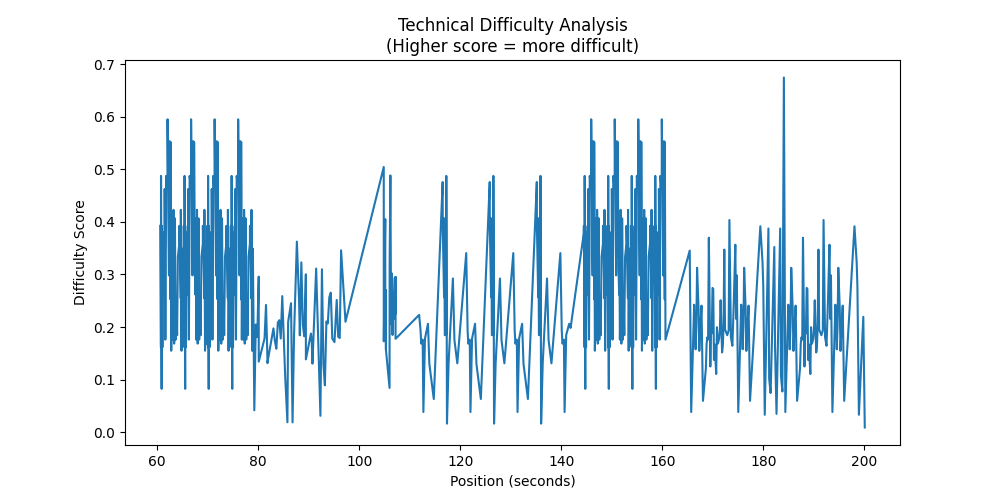 Technical Difficulty Analysis
(Higher score = more difficult)
Difficulty Score
0.7
0.6
0.5
0.4
0.3
0.2
0.1
0.0
60 80 100 120 140 160 180 200
Position (seconds)